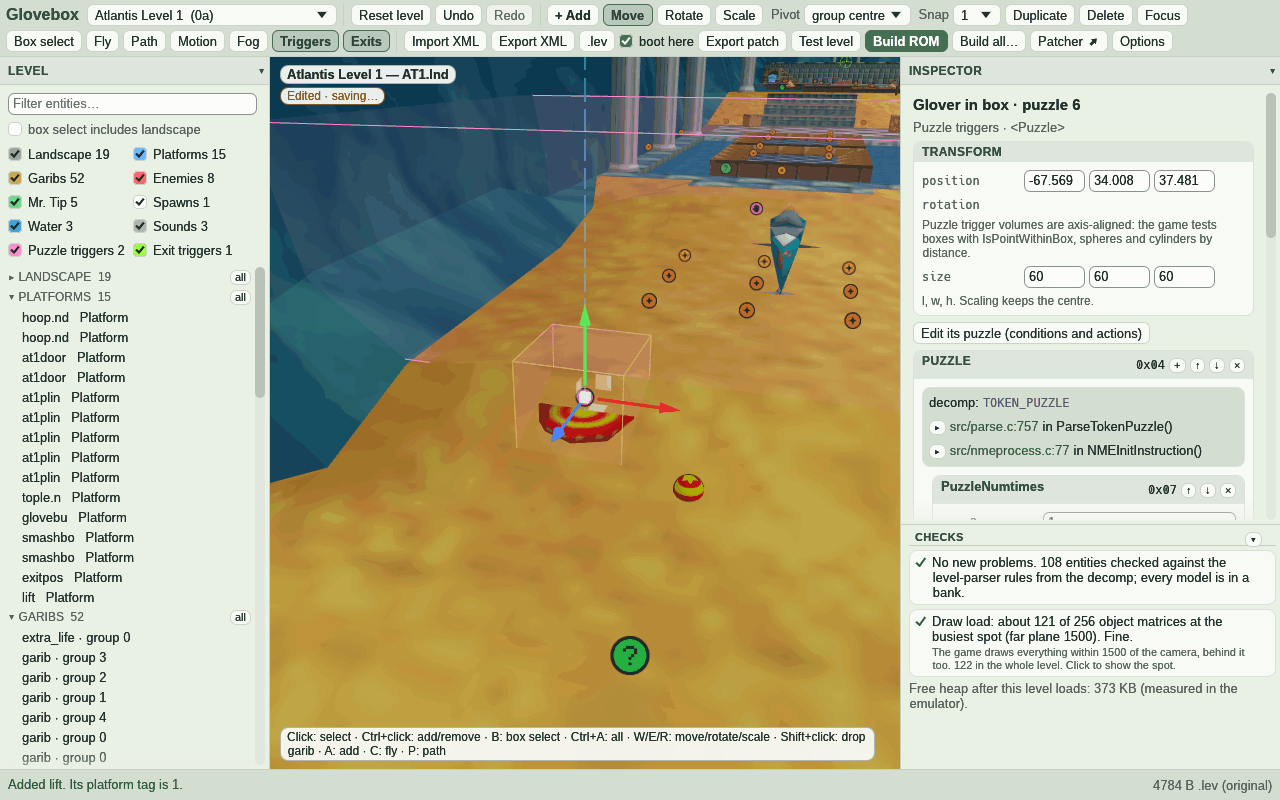 Glovebox Atlantis Level 1 (0a) Reset level Undo Redo + Add Move Rotate Scale Pivot group centre Snap 1 Duplicate Delete Focus
Box select Fly Path Motion Fog Triggers Exits Import XML Export XML .lev boot here Export patch Test level Build ROM Build all… Patcher Options
LEVEL
Filter entities…
box select includes landscape
Landscape 19 Platforms 15
Garibs 52 Enemies 8
Mr. Tip 5 Spawns 1
Water 3 Sounds 3
Puzzle triggers 2 Exit triggers 1
LANDSCAPE 19 all
PLATFORMS 15 all
hoop.nd Platform
hoop.nd Platform
at1door Platform
at1door Platform
at1plin Platform
at1plin Platform
at1plin Platform
at1plin Platform
at1plin Platform
tople.n Platform
glovebu Platform
smashbo Platform
smashbo Platform
exitpos Platform
lift Platform
GARIBS 52 all
extra_life · group 0
garib · group 3
garib · group 2
garib · group 1
garib · group 4
garib · group 0
garib · group 0
Atlantis Level 1 — AT1.lnd
Edited · saving…
?
Click: select · Ctrl+click: add/remove · B: box select · Ctrl+A: all · W/E/R: move/rotate/scale · Shift+click: drop
garib · A: add · C: fly · P: path
INSPECTOR
Glover in box · puzzle 6
Puzzle triggers · <Puzzle>
TRANSFORM
position -67.569 34.008 37.481
rotation
Puzzle trigger volumes are axis-aligned: the game tests
boxes with IsPointWithinBox, spheres and cylinders by
distance.
size 60 60 60
l, w, h. Scaling keeps the centre.
Edit its puzzle (conditions and actions)
PUZZLE 0x04 + ↑ ↓ ×
decomp: TOKEN_PUZZLE
src/parse.c:757 in ParseTokenPuzzle()
src/nmeprocess.c:77 in NMEInitInstruction()
PuzzleNumtimes 0x07 ↑ ↓ ×
CHECKS
No new problems. 108 entities checked against the
level-parser rules from the decomp; every model is in a
bank.
Draw load: about 121 of 256 object matrices at the
busiest spot (far plane 1500). Fine.
The game draws everything within 1500 of the camera, behind it
too. 122 in the whole level. Click to show the spot.
Free heap after this level loads: 373 KB (measured in the
emulator).
Added lift. Its platform tag is 1.
4784 B .lev (original)